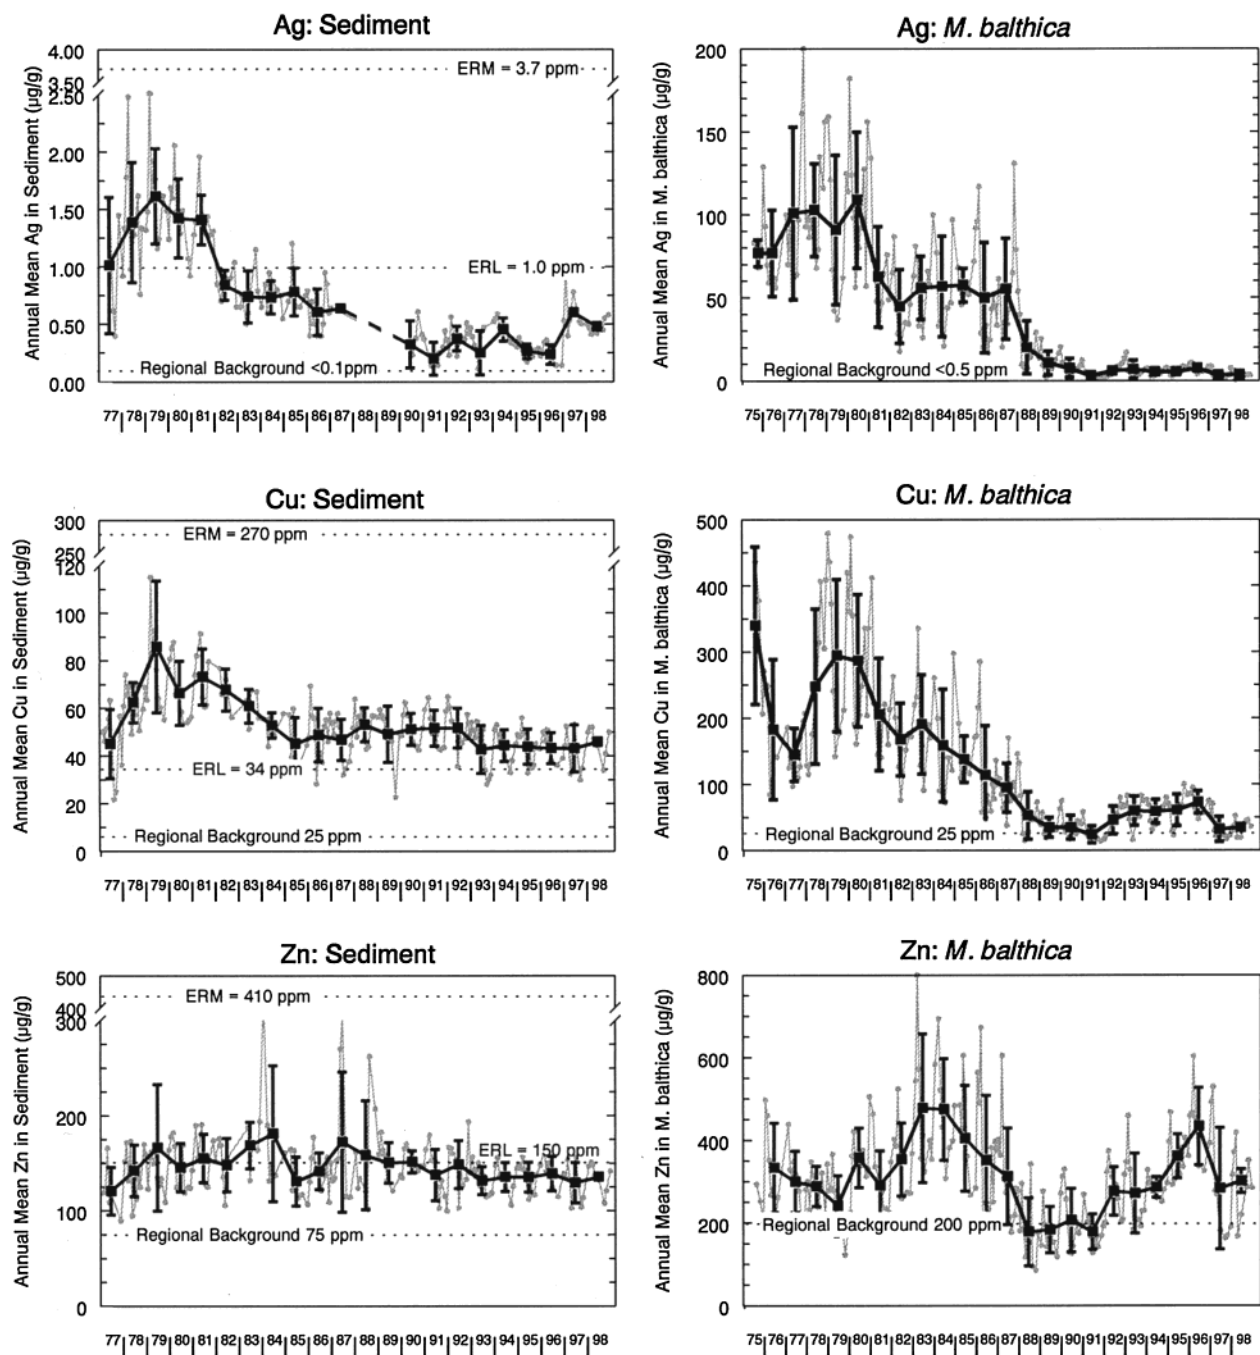 Ag: Sediment
Annual Mean Ag in Sediment (µg/g)
4.00
3.50
2.50
2.00
1.50
1.00
0.50
0.00
ERM = 3.7 ppm
ERL = 1.0 ppm
Regional Background <0.1ppm
77 78 79 80 81 82 83 84 85 86 87 88 89 90 91 92 93 94 95 96 97 98
Ag: M. balthica
Annual Mean Ag in M. balthica (µg/g)
200
150
100
50
0
Regional Background <0.5 ppm
75 76 77 78 79 80 81 82 83 84 85 86 87 88 89 90 91 92 93 94 95 96 97 98
Cu: Sediment
Annual Mean Cu in Sediment (µg/g)
300
250
120
100
80
60
40
20
0
ERM = 270 ppm
ERL = 34 ppm
Regional Background 25 ppm
77 78 79 80 81 82 83 84 85 86 87 88 89 90 91 92 93 94 95 96 97 98
Cu: M. balthica
Annual Mean Cu in M. balthica (µg/g)
500
400
300
200
100
0
Regional Background 25 ppm
75 76 77 78 79 80 81 82 83 84 85 86 87 88 89 90 91 92 93 94 95 96 97 98
Zn: Sediment
Annual Mean Zn in Sediment (µg/g)
500
400
300
200
100
0
ERM = 410 ppm
ERL = 150 ppm
Regional Background 75 ppm
77 78 79 80 81 82 83 84 85 86 87 88 89 90 91 92 93 94 95 96 97 98
Zn: M. balthica
Annual Mean Zn in M. balthica (µg/g)
800
600
400
200
0
Regional Background 200 ppm
75 76 77 78 79 80 81 82 83 84 85 86 87 88 89 90 91 92 93 94 95 96 97 98